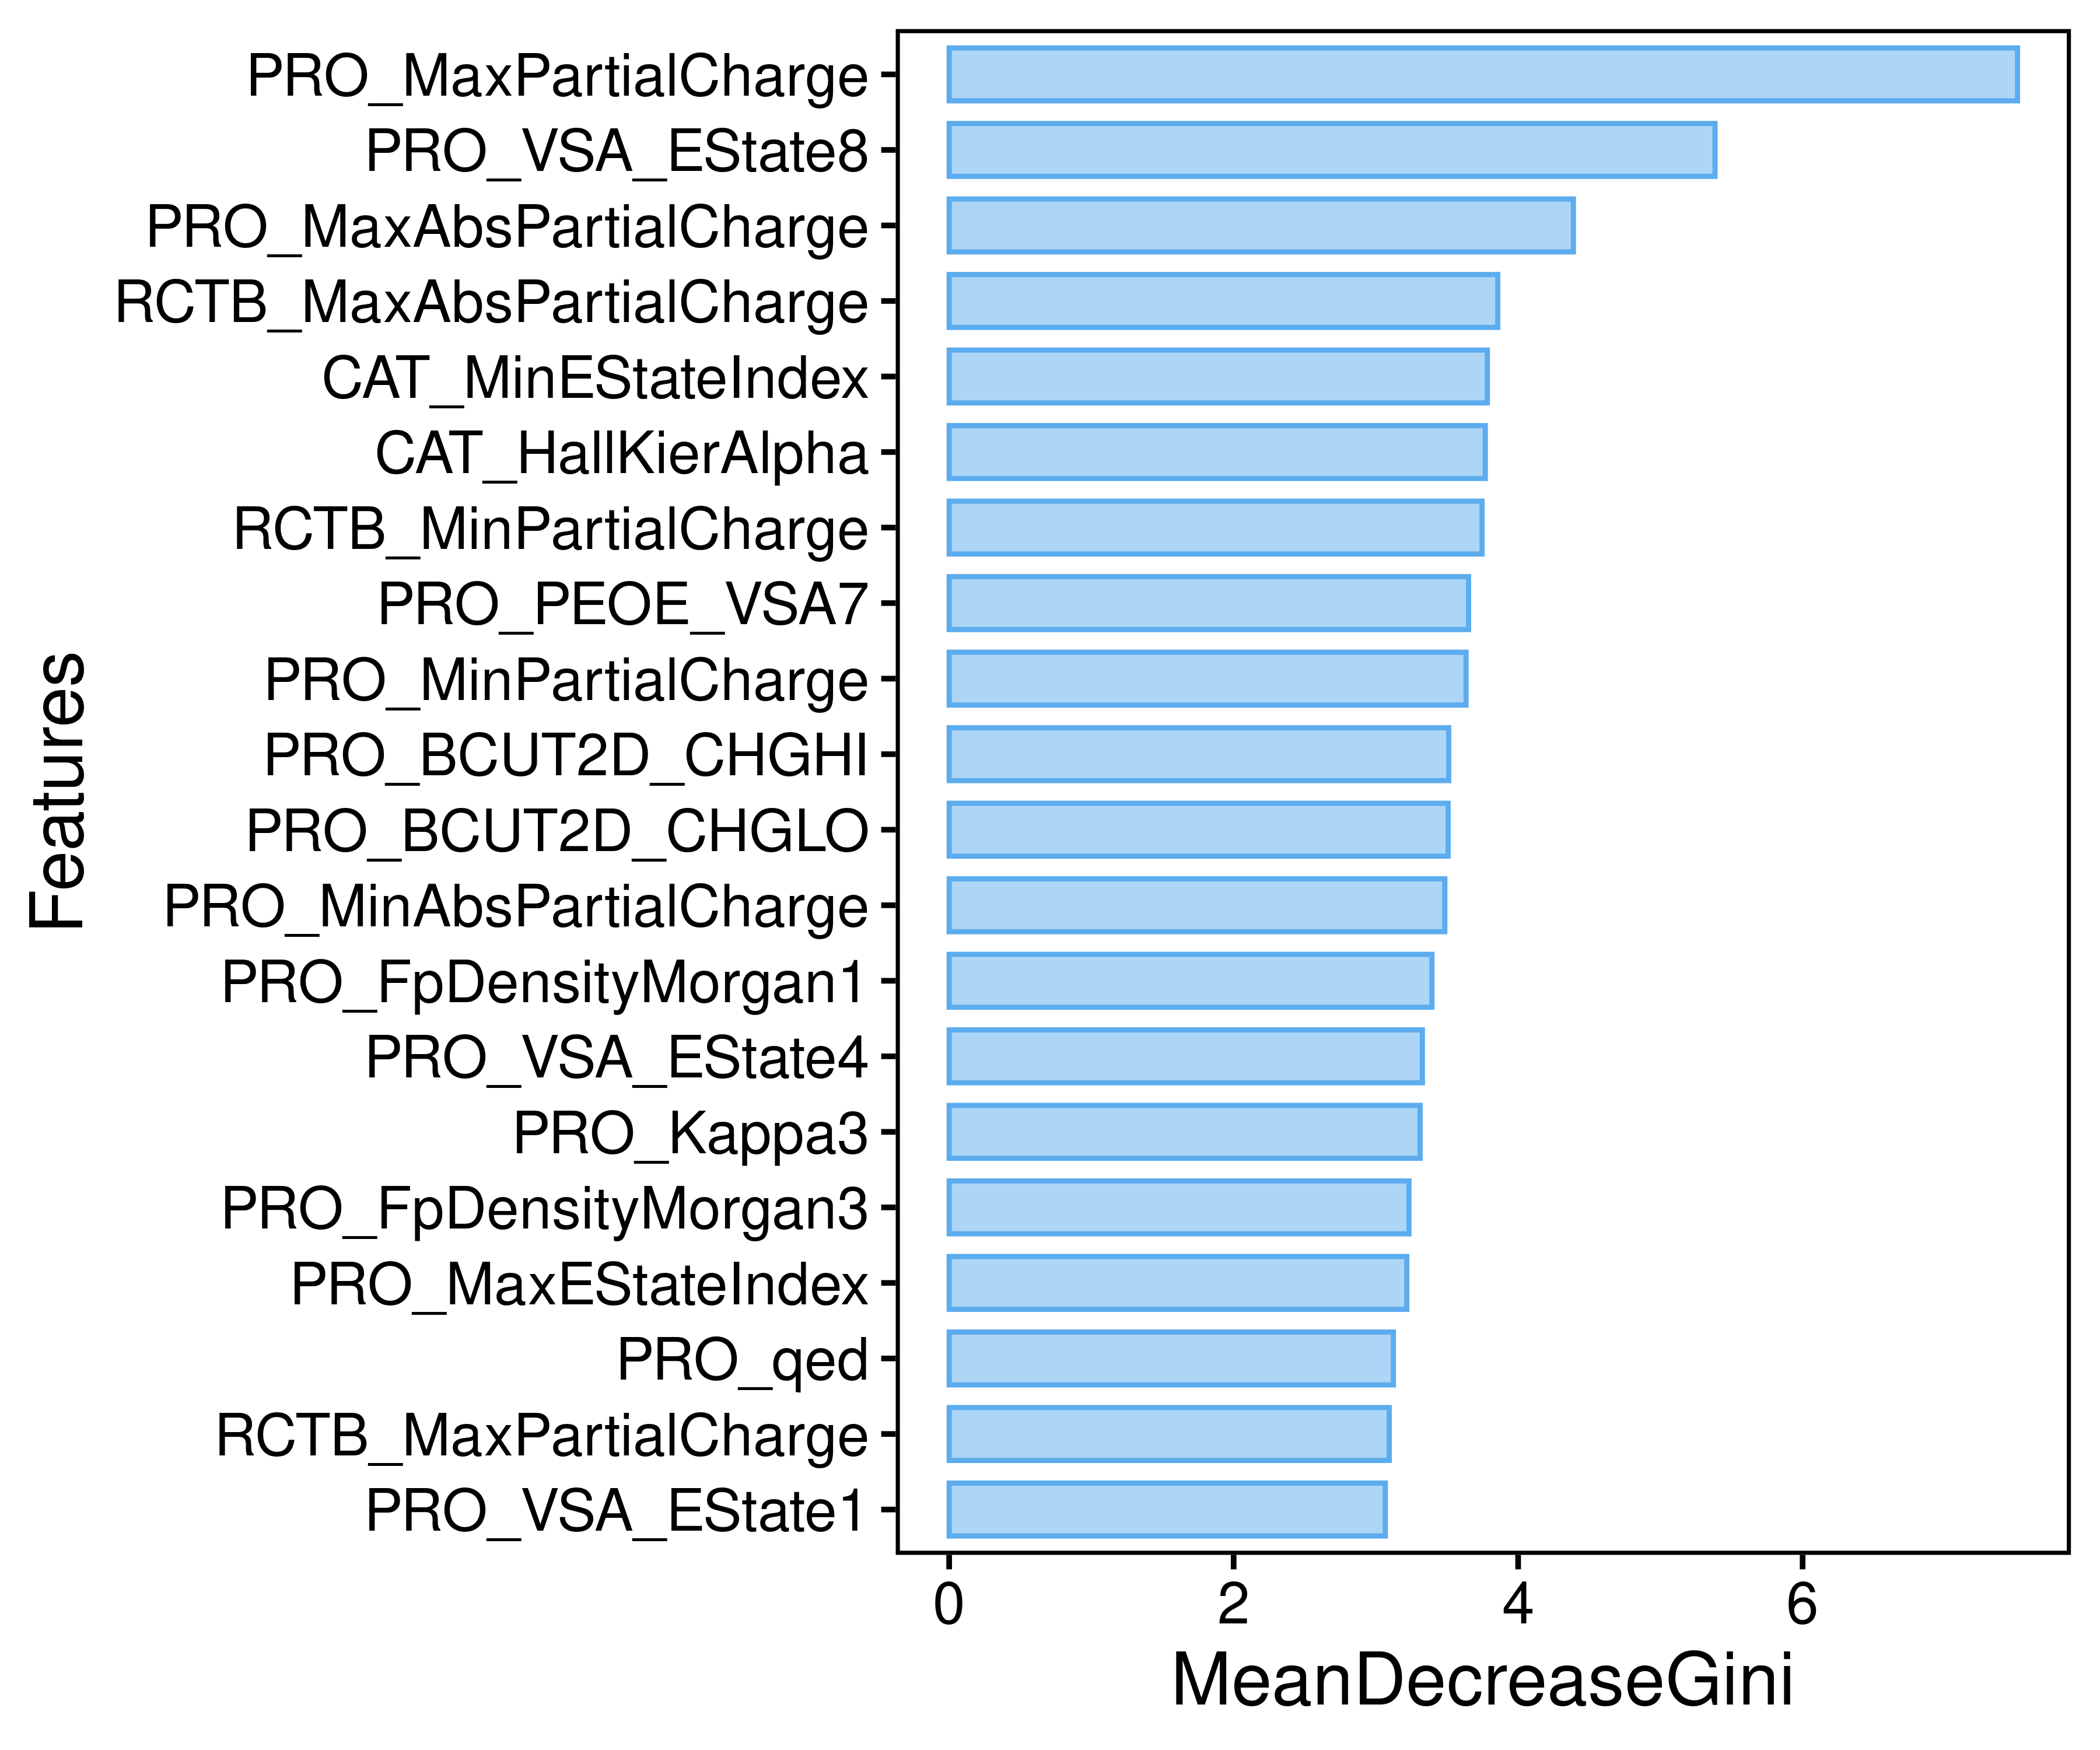 PRO_MaxPartialCharge
PRO_VSA_EState8
PRO_MaxAbsPartialCharge
RCTB_MaxAbsPartialCharge
CAT_MinEStateIndex
CAT_HallKierAlpha
RCTB_MinPartialCharge
PRO_PEOE_VSA7
PRO_MinPartialCharge
PRO_BCUT2D_CHGHI
PRO_BCUT2D_CHGLO
PRO_MinAbsPartialCharge
PRO_FpDensityMorgan1
PRO_VSA_EState4
PRO_Kappa3
PRO_FpDensityMorgan3
PRO_MaxEStateIndex
PRO_qed
RCTB_MaxPartialCharge
PRO_VSA_EState1
Features
0 2 4 6
MeanDecreaseGini